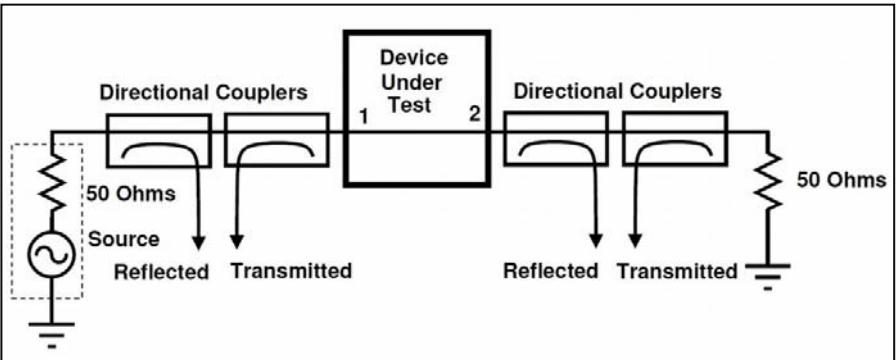 Device
Under
Test
Directional Couplers
Directional Couplers
1
2
50 Ohms
50 Ohms
Source
Reflected
Transmitted
Reflected
Transmitted